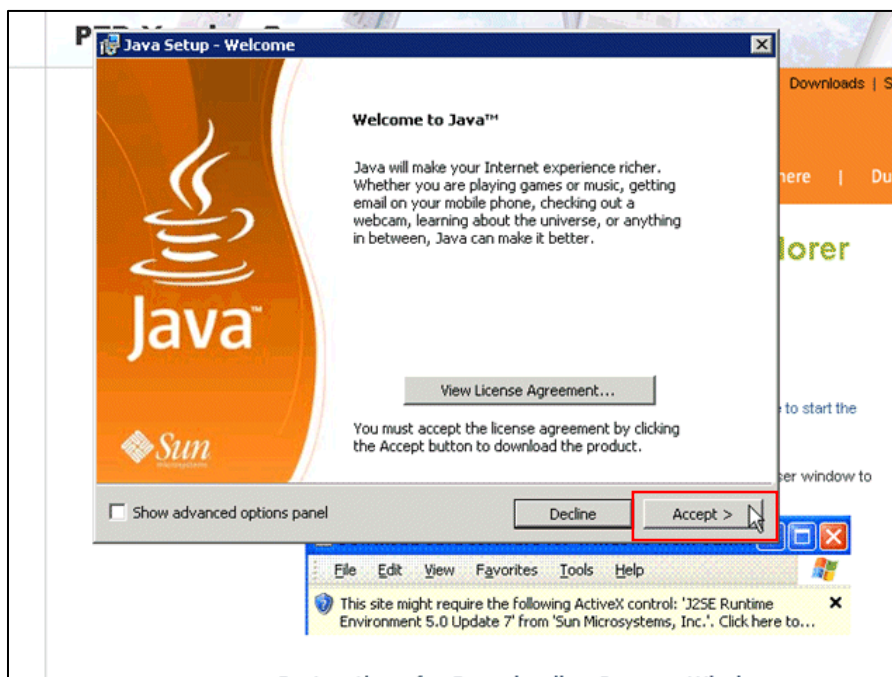 Java Setup - Welcome
Downloads | S
Welcome to Java™
Java will make your Internet experience richer.
Whether you are playing games or music, getting
email on your mobile phone, checking out a
webcam, learning about the universe, or anything
in between, Java can make it better.
here | Du
lorer
Java™
View License Agreement...
to start the
You must accept the license agreement by clicking
the Accept button to download the product.
Sun
microsystems
ser window to
Show advanced options panel
Decline
Accept >
File Edit View Favorites Tools Help
This site might require the following ActiveX control: 'J2SE Runtime
Environment 5.0 Update 7' from 'Sun Microsystems, Inc.'. Click here to...